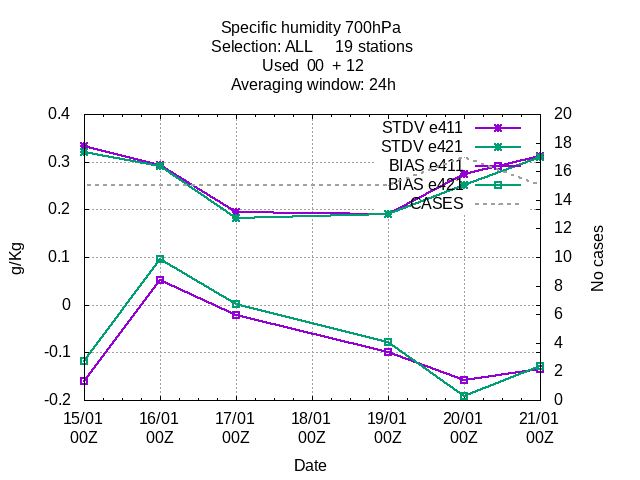 Specific humidity 700hPa
Selection: ALL     19 stations
Used  00  + 12
Averaging window: 24h
0.4
0.3
0.2
0.1
0
-0.1
-0.2
g/Kg
STDV e411
STDV e421
BIAS e411
BIAS e421
CASES
20
18
16
14
12
10
8
6
4
2
0
No cases
15/01 16/01 17/01 18/01 19/01 20/01 21/01
00Z 00Z 00Z 00Z 00Z 00Z 00Z
Date